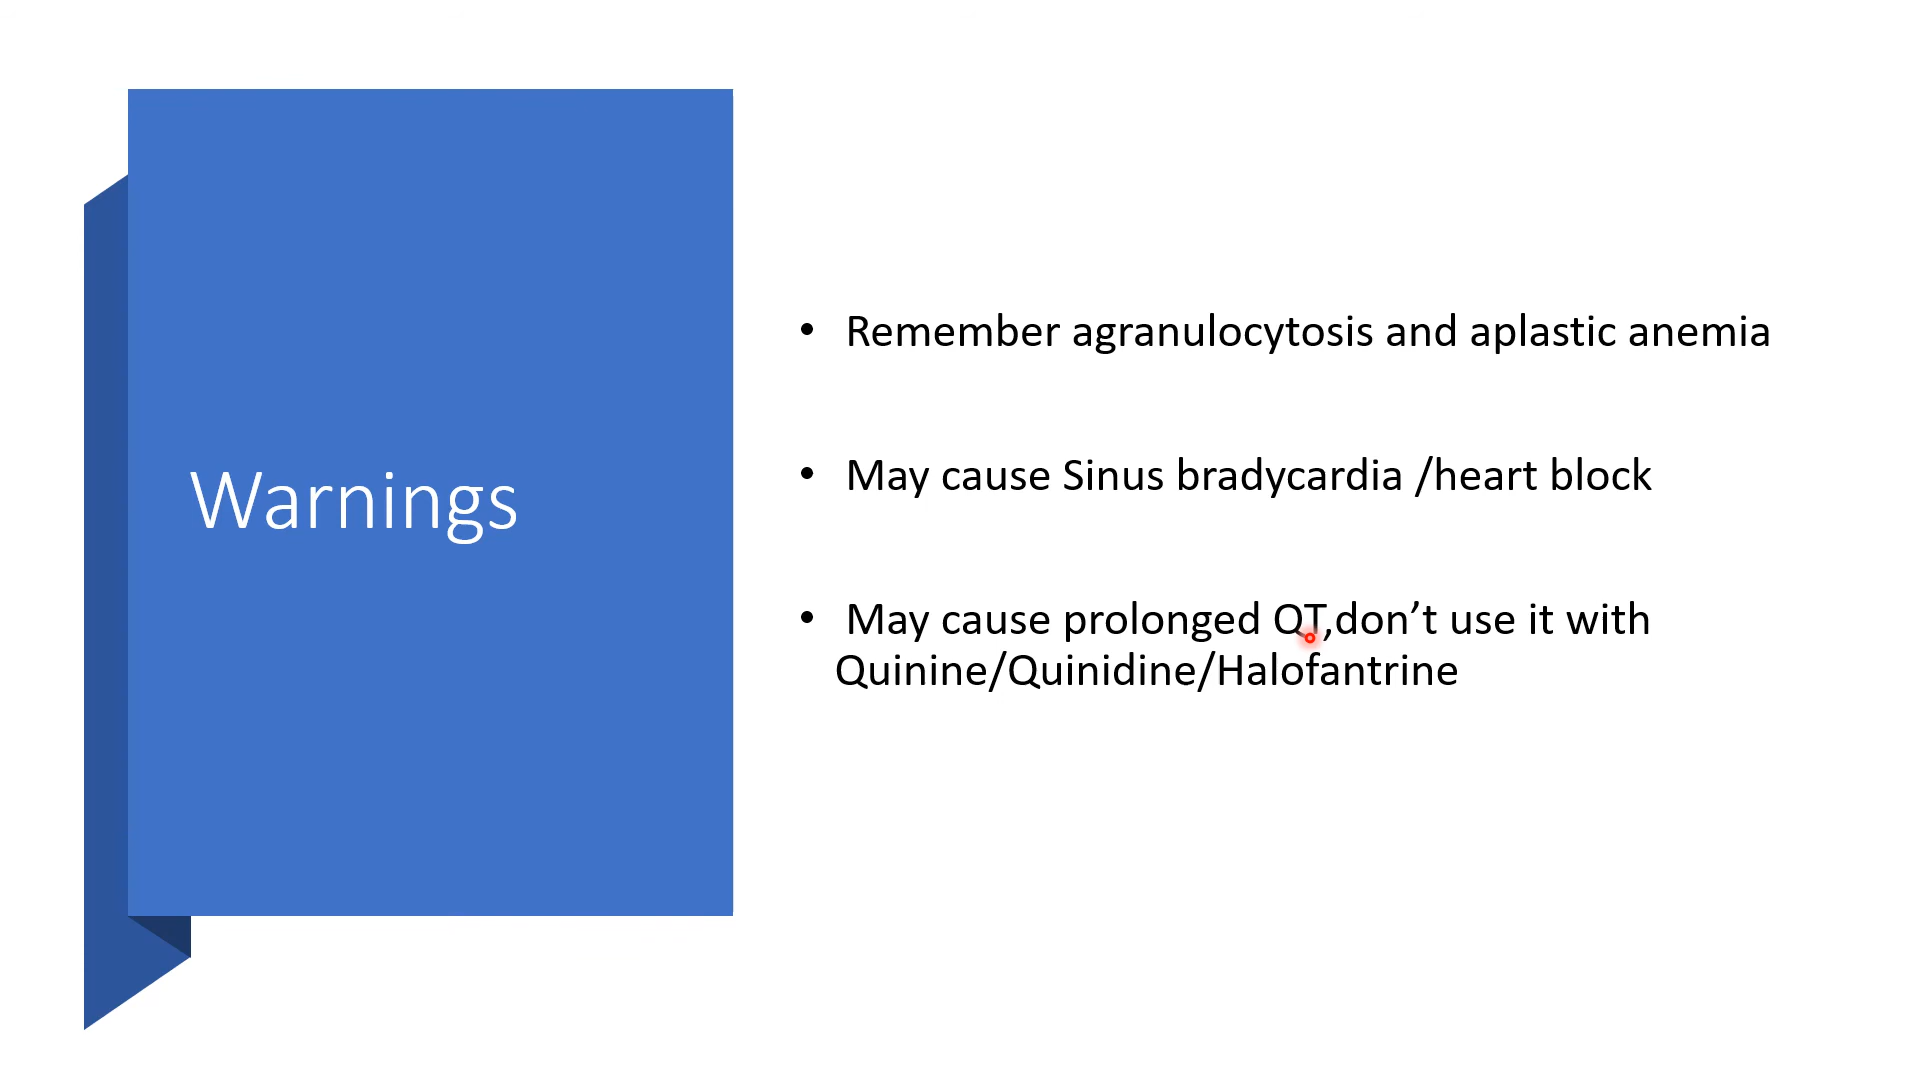 Warnings
• Remember agranulocytosis and aplastic anemia
• May cause Sinus bradycardia /heart block
• May cause prolonged QT,don’t use it with
Quinine/Quinidine/Halofantrine